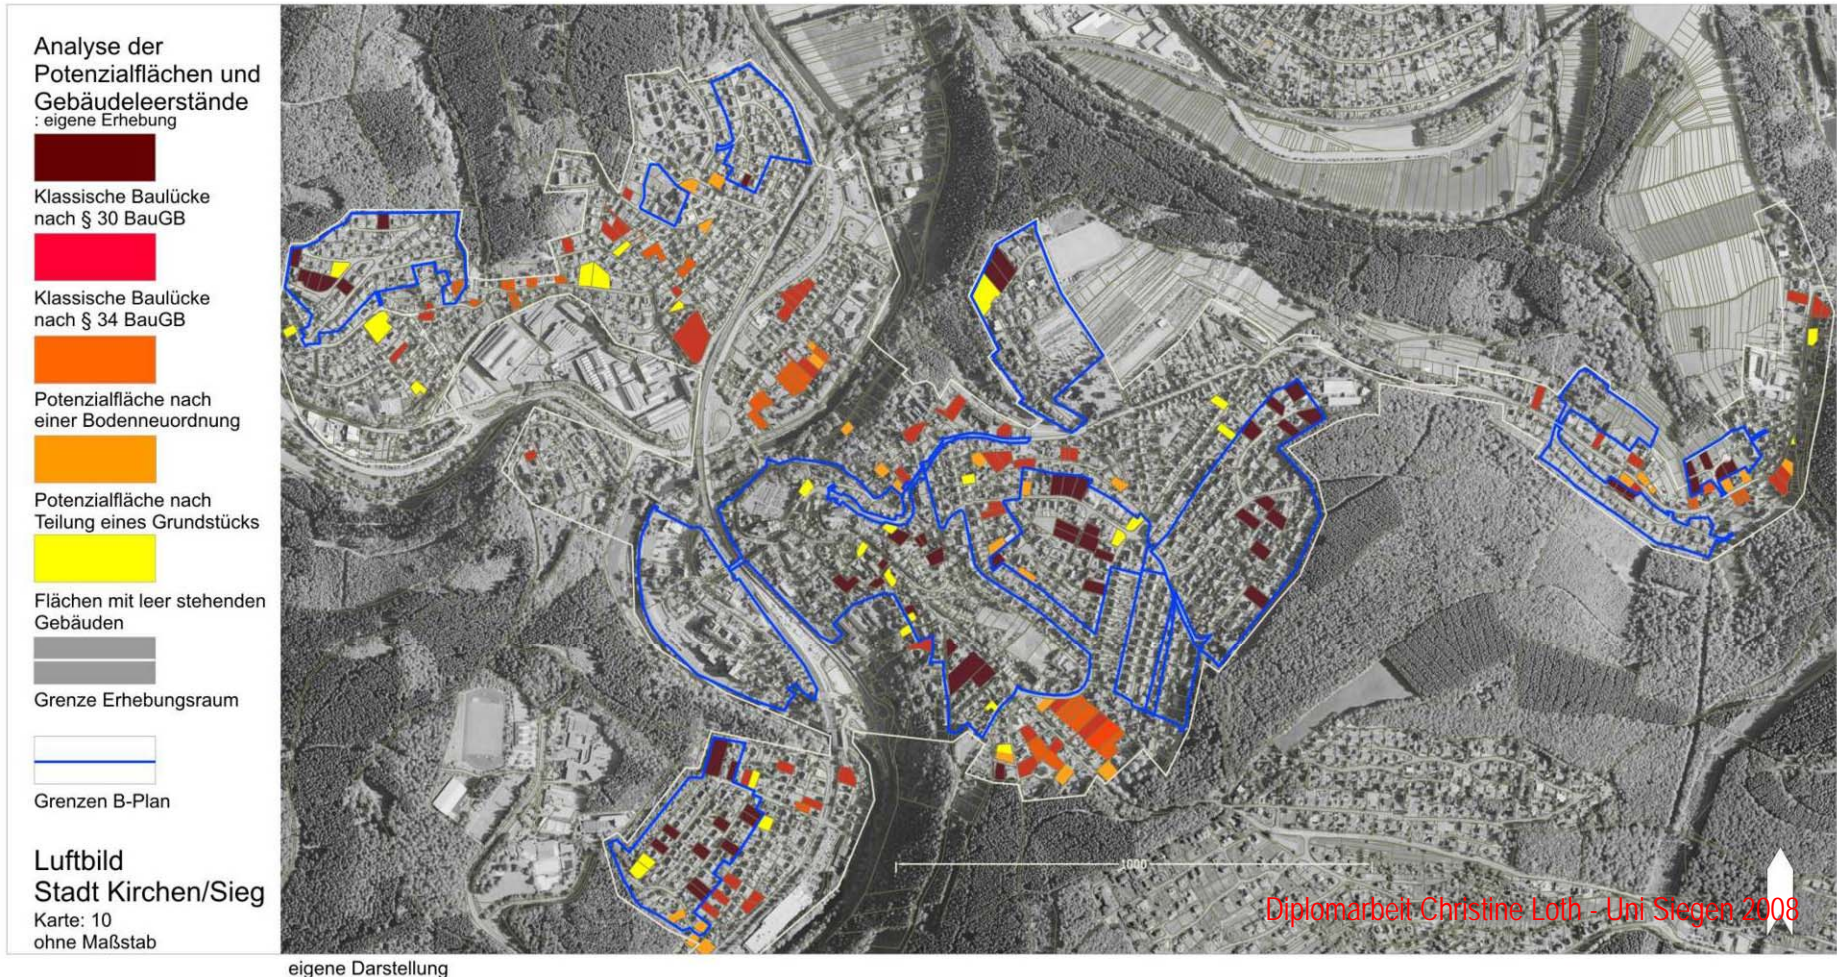 Analyse der
Potenzialflächen und
Gebäudeleerstände
: eigene Erhebung
Klassische Baulücke
nach § 30 BauGB
Klassische Baulücke
nach § 34 BauGB
Potenzialfläche nach
einer Bodenneuordnung
Potenzialfläche nach
Teilung eines Grundstücks
Flächen mit leer stehenden
Gebäuden
Grenze Erhebungsraum
Grenzen B-Plan
Luftbild
Stadt Kirchen/Sieg
Karte: 10
ohne Maßstab
1000
Diplomarbeit Christine Loth - Uni Siegen 2008
eigene Darstellung